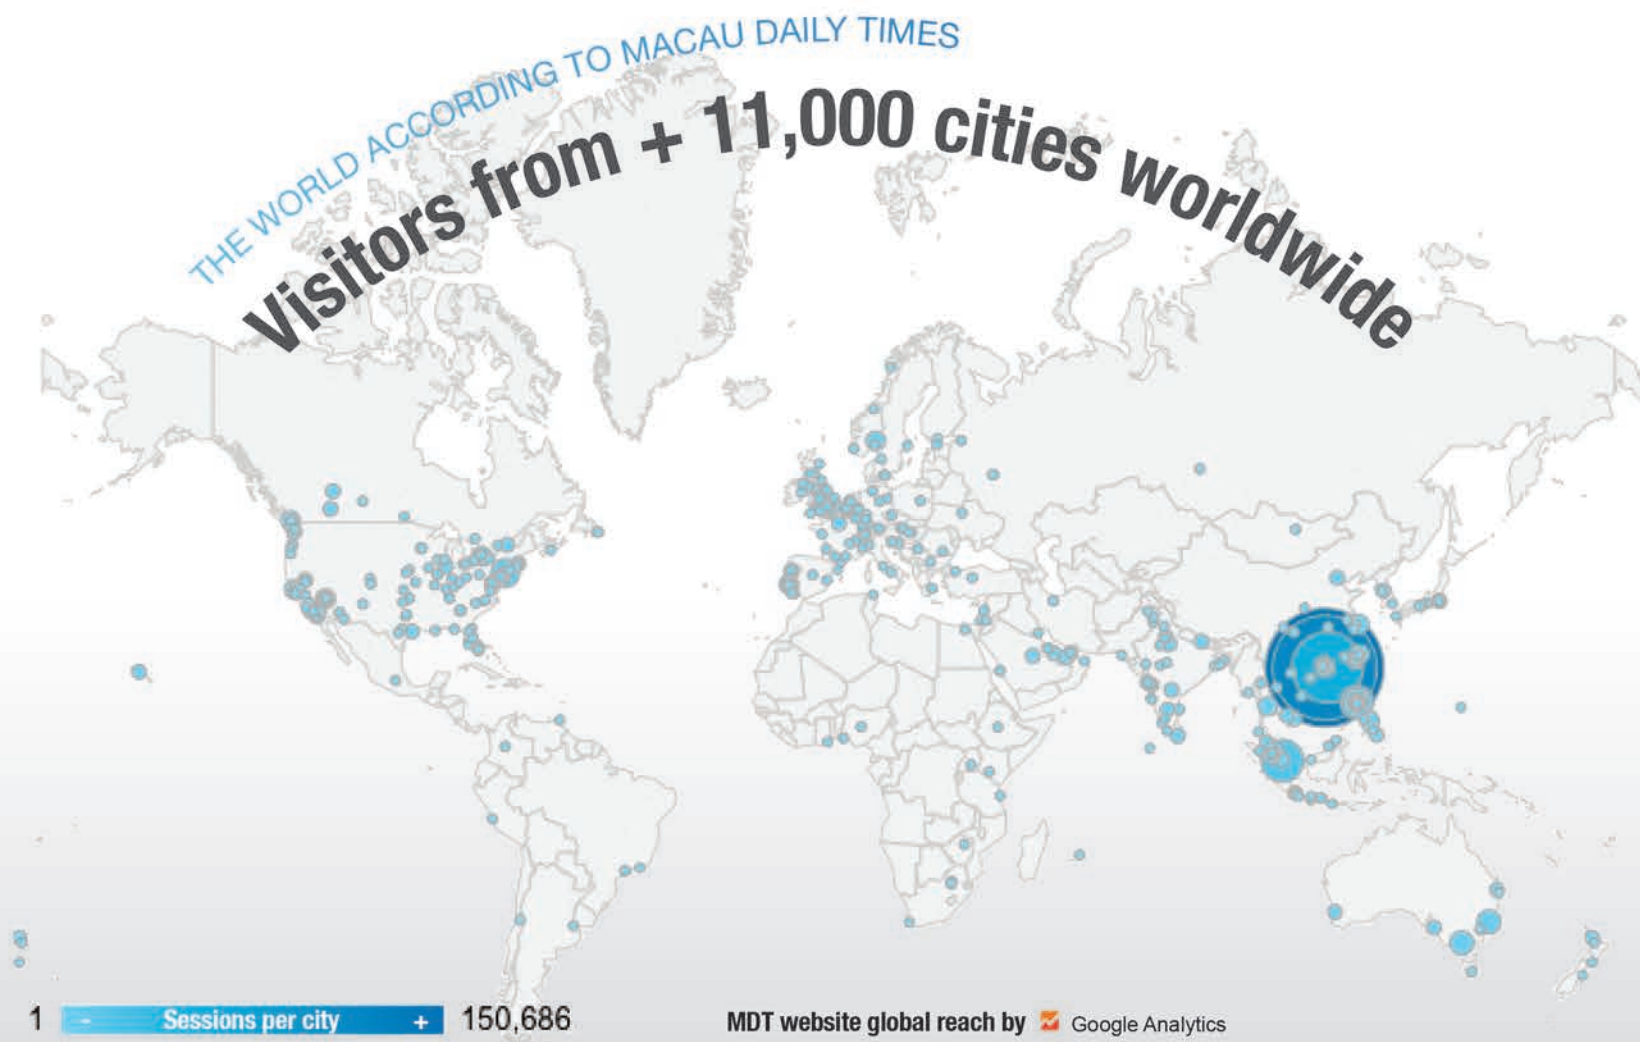 THE WORLD ACCORDING TO MACAU DAILY TIMES
Visitors from + 11,000 cities worldwide
1 - Sessions per city + 150,686
MDT website global reach by Google Analytics